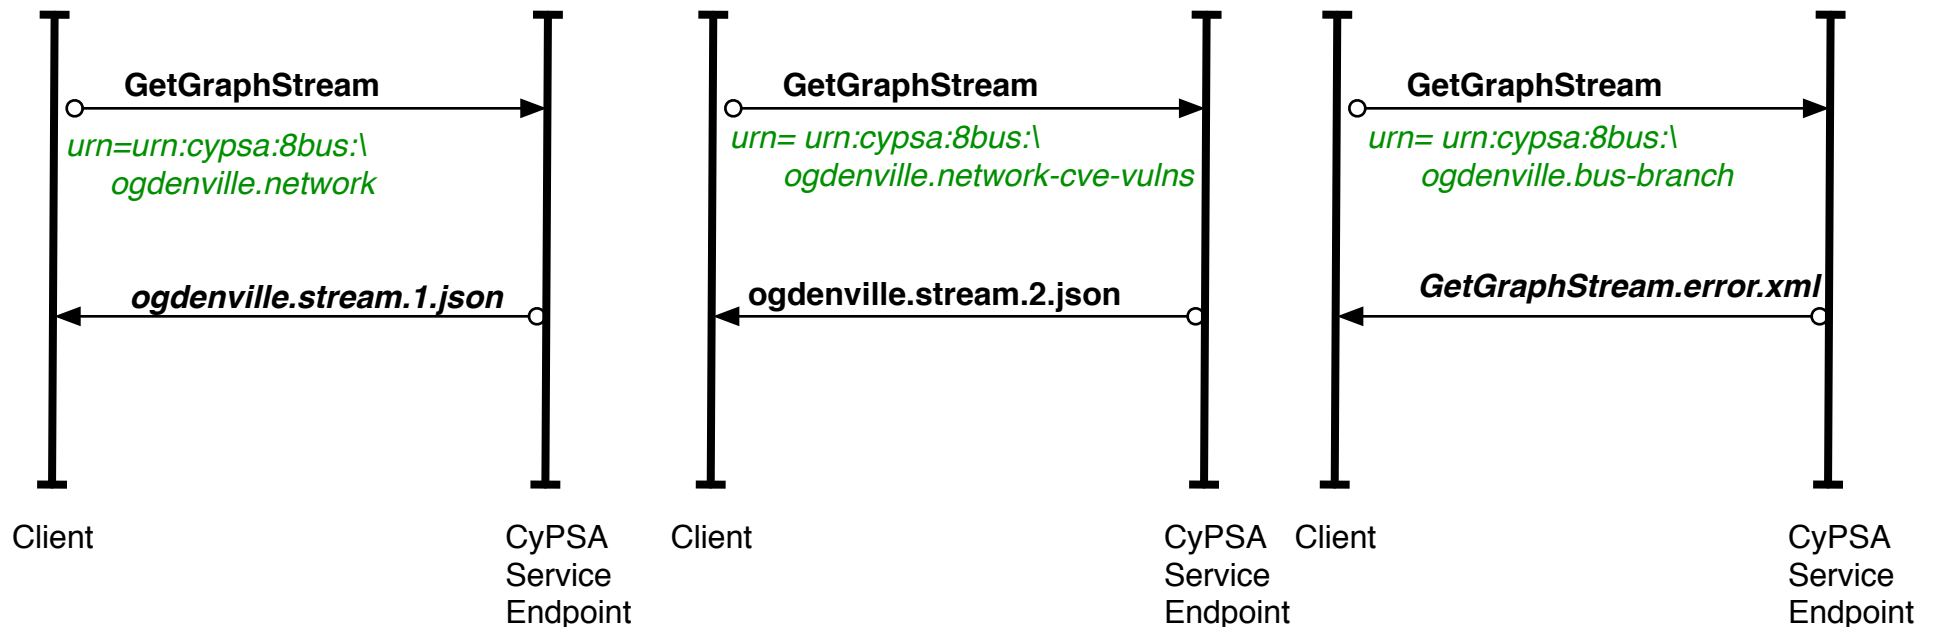 GetGraphStream
urn=urn:cypsa:8bus:\
ogdenville.network
ogdenville.stream.1.json
Client
CyPSA
Service
Endpoint
GetGraphStream
urn= urn:cypsa:8bus:\
ogdenville.network-cve-vulns
ogdenville.stream.2.json
Client
CyPSA
Service
Endpoint
GetGraphStream
urn= urn:cypsa:8bus:\
ogdenville.bus-branch
GetGraphStream.error.xml
Client
CyPSA
Service
Endpoint